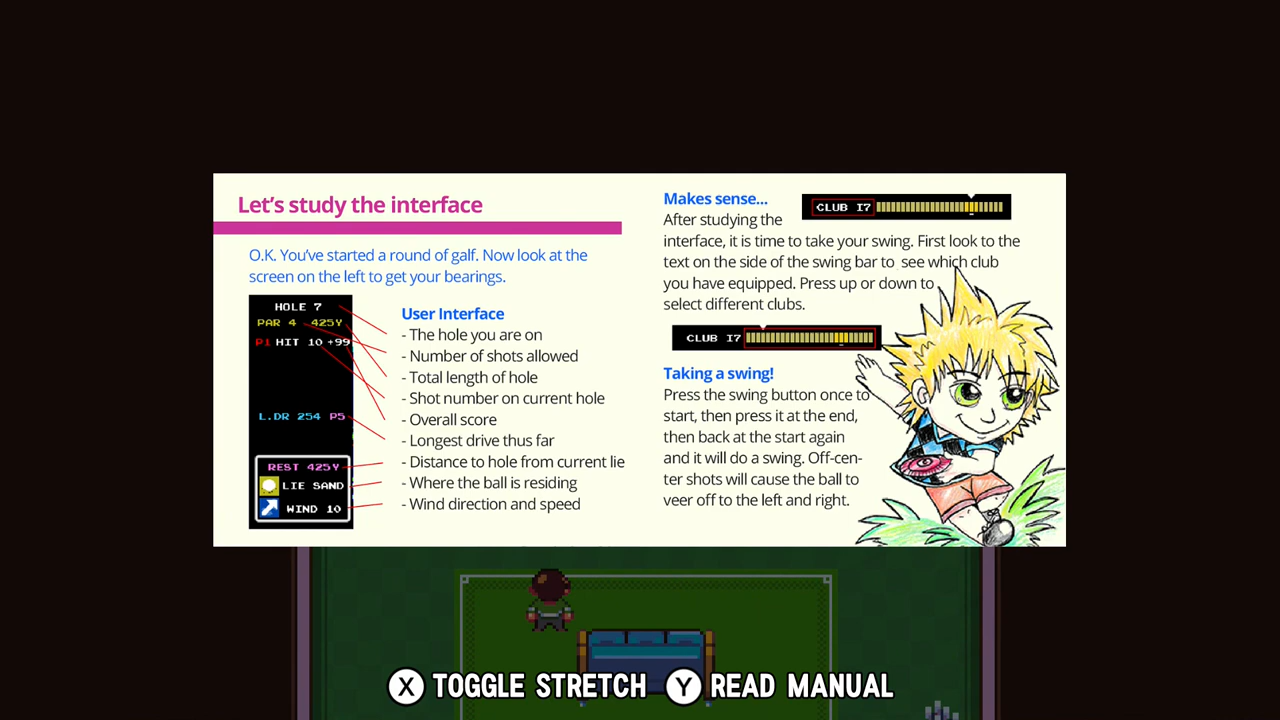 Let's study the interface
O.K. You've started a round of galf. Now look at the
screen on the left to get your bearings.
HOLE 7
PAR 4 425Y
P1 HIT 10 +99
L.DR 254 P5
REST 425Y
LIE SAND
WIND 10
User Interface
- The hole you are on
- Number of shots allowed
- Total length of hole
- Shot number on current hole
- Overall score
- Longest drive thus far
- Distance to hole from current lie
- Where the ball is residing
- Wind direction and speed
Makes sense...
CLUB I7
After studying the
interface, it is time to take your swing. First look to the
text on the side of the swing bar to see which club
you have equipped. Press up or down to
select different clubs.
CLUB I7
Taking a swing!
Press the swing button once to
start, then press it at the end,
then back at the start again
and it will do a swing. Off-cen-
ter shots will cause the ball to
veer off to the left and right.
X TOGGLE STRETCH Y READ MANUAL